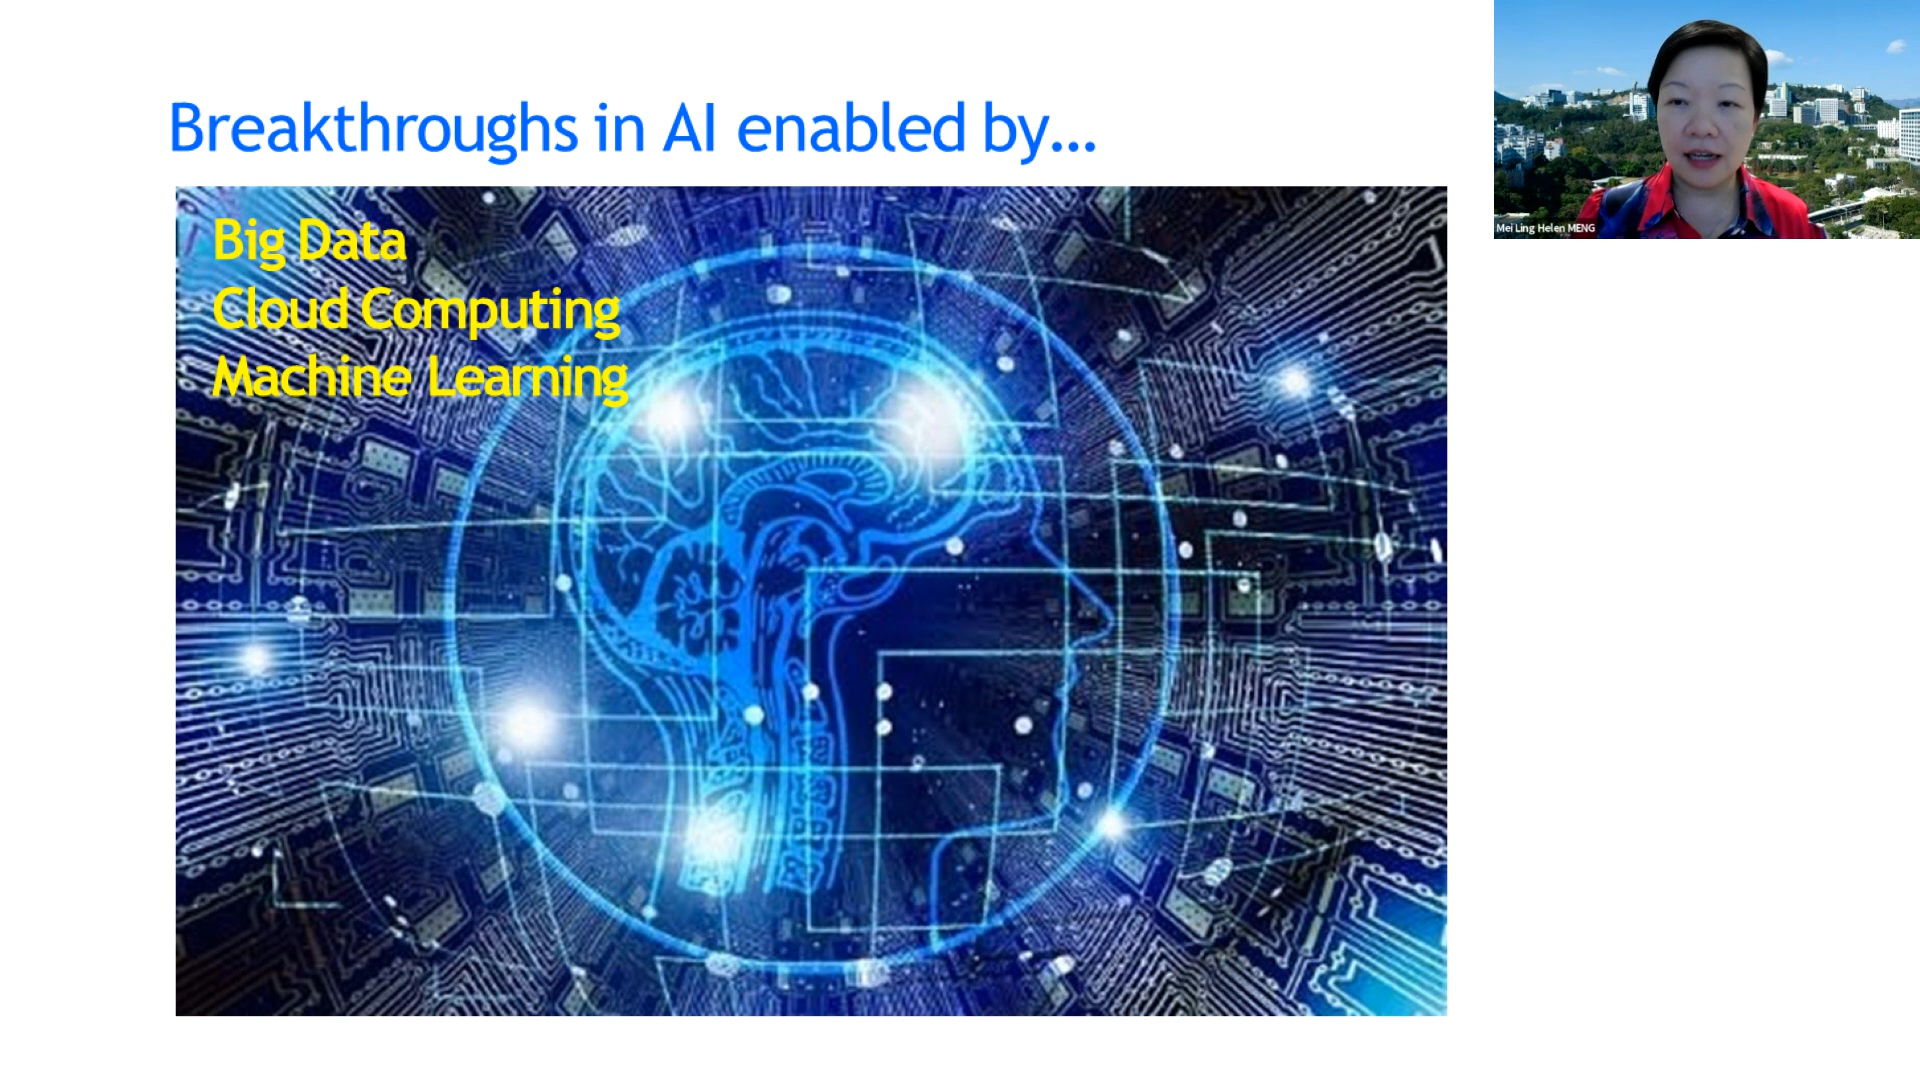 Breakthroughs in AI enabled by...
Big Data
Cloud Computing
Machine Learning
Mei Ling Helen MENG